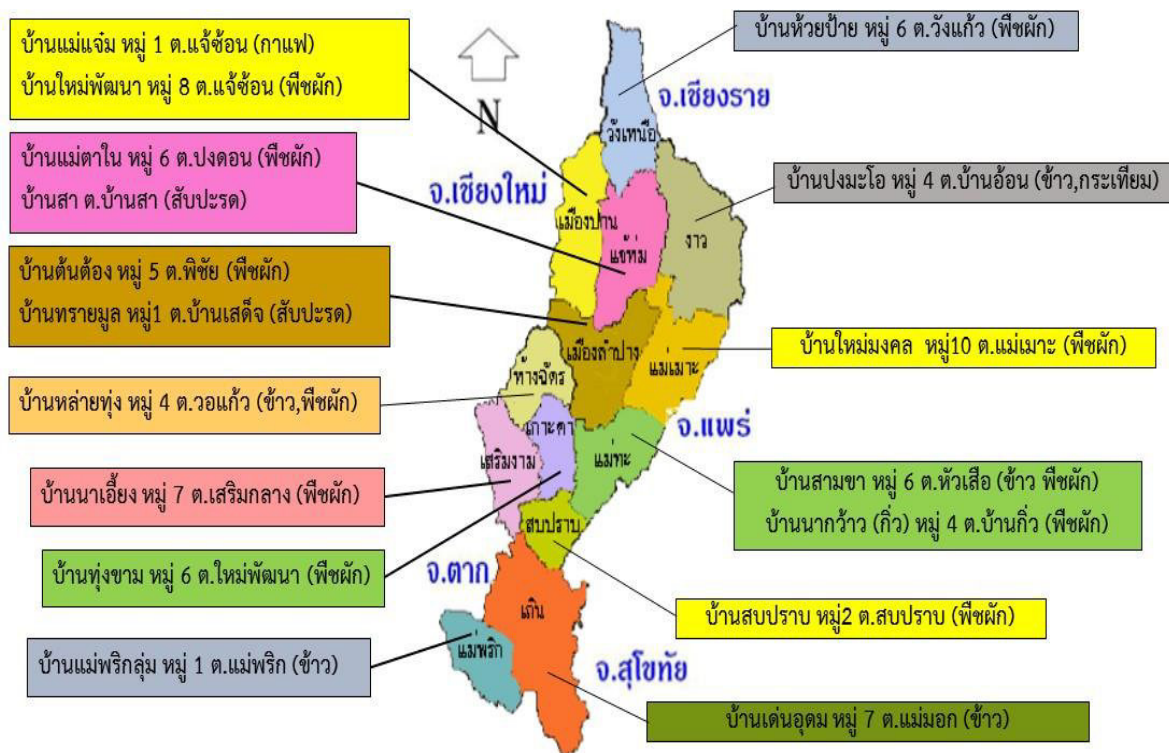 บ้านแม่แจ๋ม หมู่ 1 ต.แจ้ซ้อน (กาแฟ)
บ้านใหม่พัฒนา หมู่ 8 ต.แจ้ซ้อน (พืชผัก)
บ้านห้วยป้าย หมู่ 6 ต.วังแก้ว (พืชผัก)
N
จ.เชียงราย
วังเหนือ
บ้านแม่ตาใน หมู่ 6 ต.ปงดอน (พืชผัก)
บ้านสา ต.บ้านสา (สับปะรด)
จ.เชียงใหม่
บ้านปงมะโอ หมู่ 4 ต.บ้านอ้อน (ข้าว,กระเทียม)
เมืองปาน
แจ้ห่ม
งาว
บ้านต้นต้อง หมู่ 5 ต.พิชัย (พืชผัก)
บ้านทรายมูล หมู่1 ต.บ้านเสด็จ (สับปะรด)
เมืองลำปาง
แม่เมาะ
บ้านใหม่มงคล หมู่10 ต.แม่เมาะ (พืชผัก)
ห้างฉัตร
บ้านหล่ายทุ่ง หมู่ 4 ต.วอแก้ว (ข้าว,พืชผัก)
เกาะคา
จ.แพร่
เสริมงาม
แม่ทะ
บ้านนาเอี้ยง หมู่ 7 ต.เสริมกลาง (พืชผัก)
บ้านสามขา หมู่ 6 ต.หัวเสือ (ข้าว พืชผัก)
บ้านนากว้าว (กิ่ว) หมู่ 4 ต.บ้านกิ่ว (พืชผัก)
สบปราบ
บ้านทุ่งขาม หมู่ 6 ต.ใหม่พัฒนา (พืชผัก)
จ.ตาก
เถิน
บ้านสบปราบ หมู่2 ต.สบปราบ (พืชผัก)
แม่พริก
บ้านแม่พริกลุ่ม หมู่ 1 ต.แม่พริก (ข้าว)
จ.สุโขทัย
บ้านเด่นอุดม หมู่ 7 ต.แม่มอก (ข้าว)